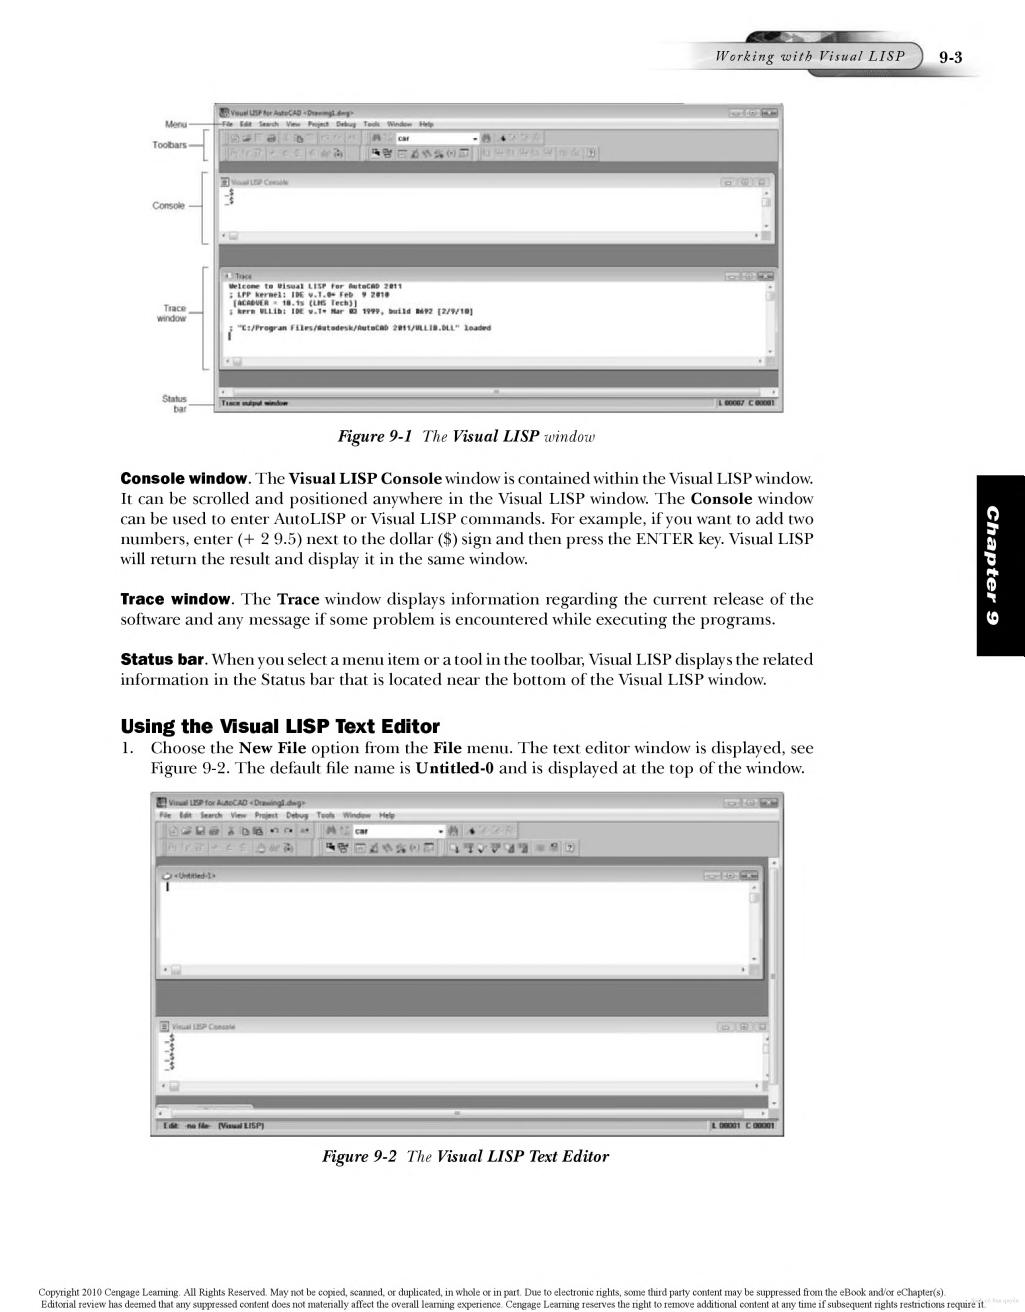 Working with Visual LISP 9-3
Visual LISP for AutoCAD <Drawing1.dwg>
Menu File Edit Search View Project Debug Tools Window Help
car
Toolbars
Visual LISP Console
_$
_$
Console
Trace
Welcome to Visual LISP for AutoCAD 2011
; LPP kernel: IDE v.T.0+ Feb 9 2010
[ACADVER = 18.1s (LMS Tech)]
; kern VLLib: IDE v.T+ Mar 03 1999, build B692 [2/9/10]
; "C:/Program Files/Autodesk/AutoCAD 2011/VLLIB.DLL" loaded
Trace
window
Status
bar
Trace output window L 00007 C 00001
Figure 9-1 The Visual LISP window
Console window. The Visual LISP Console window is contained within the Visual LISP window.
It can be scrolled and positioned anywhere in the Visual LISP window. The Console window
can be used to enter AutoLISP or Visual LISP commands. For example, if you want to add two
numbers, enter (+ 2 9.5) next to the dollar ($) sign and then press the ENTER key. Visual LISP
will return the result and display it in the same window.
Trace window. The Trace window displays information regarding the current release of the
software and any message if some problem is encountered while executing the programs.
Status bar. When you select a menu item or a tool in the toolbar, Visual LISP displays the related
information in the Status bar that is located near the bottom of the Visual LISP window.
Chapter 9
Using the Visual LISP Text Editor
1. Choose the New File option from the File menu. The text editor window is displayed, see
Figure 9-2. The default file name is Untitled-0 and is displayed at the top of the window.
Visual LISP for AutoCAD <Drawing1.dwg>
File Edit Search View Project Debug Tools Window Help
car
<Untitled-1>
Visual LISP Console
_$
_$
_$
_$
Edit: -no file- (Visual LISP) L 00001 C 00001
Figure 9-2 The Visual LISP Text Editor
Copyright 2010 Cengage Learning. All Rights Reserved. May not be copied, scanned, or duplicated, in whole or in part. Due to electronic rights, some third party content may be suppressed from the eBook and/or eChapter(s).
Editorial review has deemed that any suppressed content does not materially affect the overall learning experience. Cengage Learning reserves the right to remove additional content at any time if subsequent rights restrictions require it